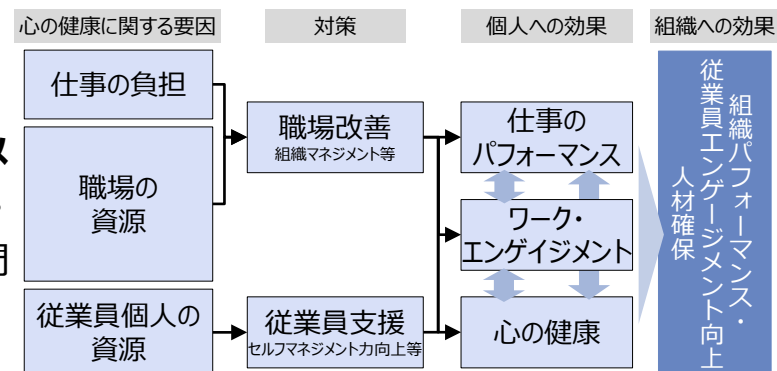 心の健康に関する要因
対策
個人への効果
組織への効果
仕事の負担
職場の
資源
従業員個人の
資源
職場改善
組織マネジメント等
従業員支援
セルフマネジメント力向上等
仕事の
パフォーマンス
ワーク・
エンゲイジメント
心の健康
組織パフォーマンス・
従業員エンゲージメント向上
人材確保